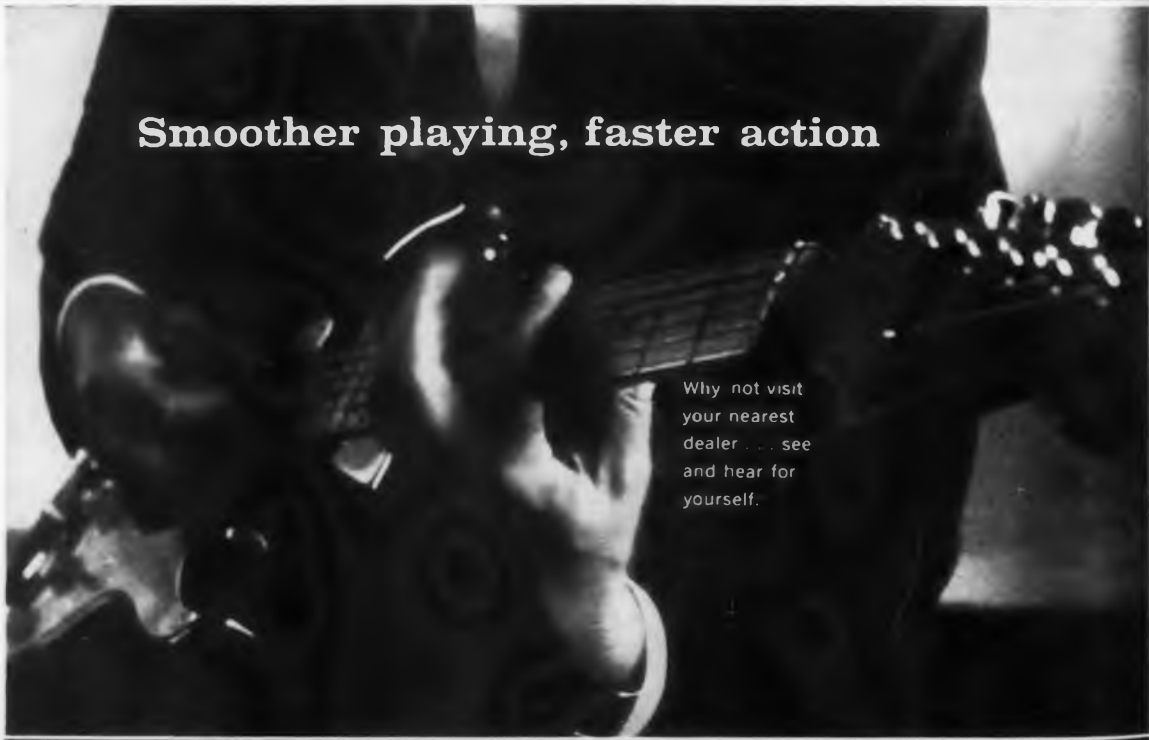 Smoother playing, faster action
Why not visit
your nearest
dealer . . . see
and hear for
yourself.